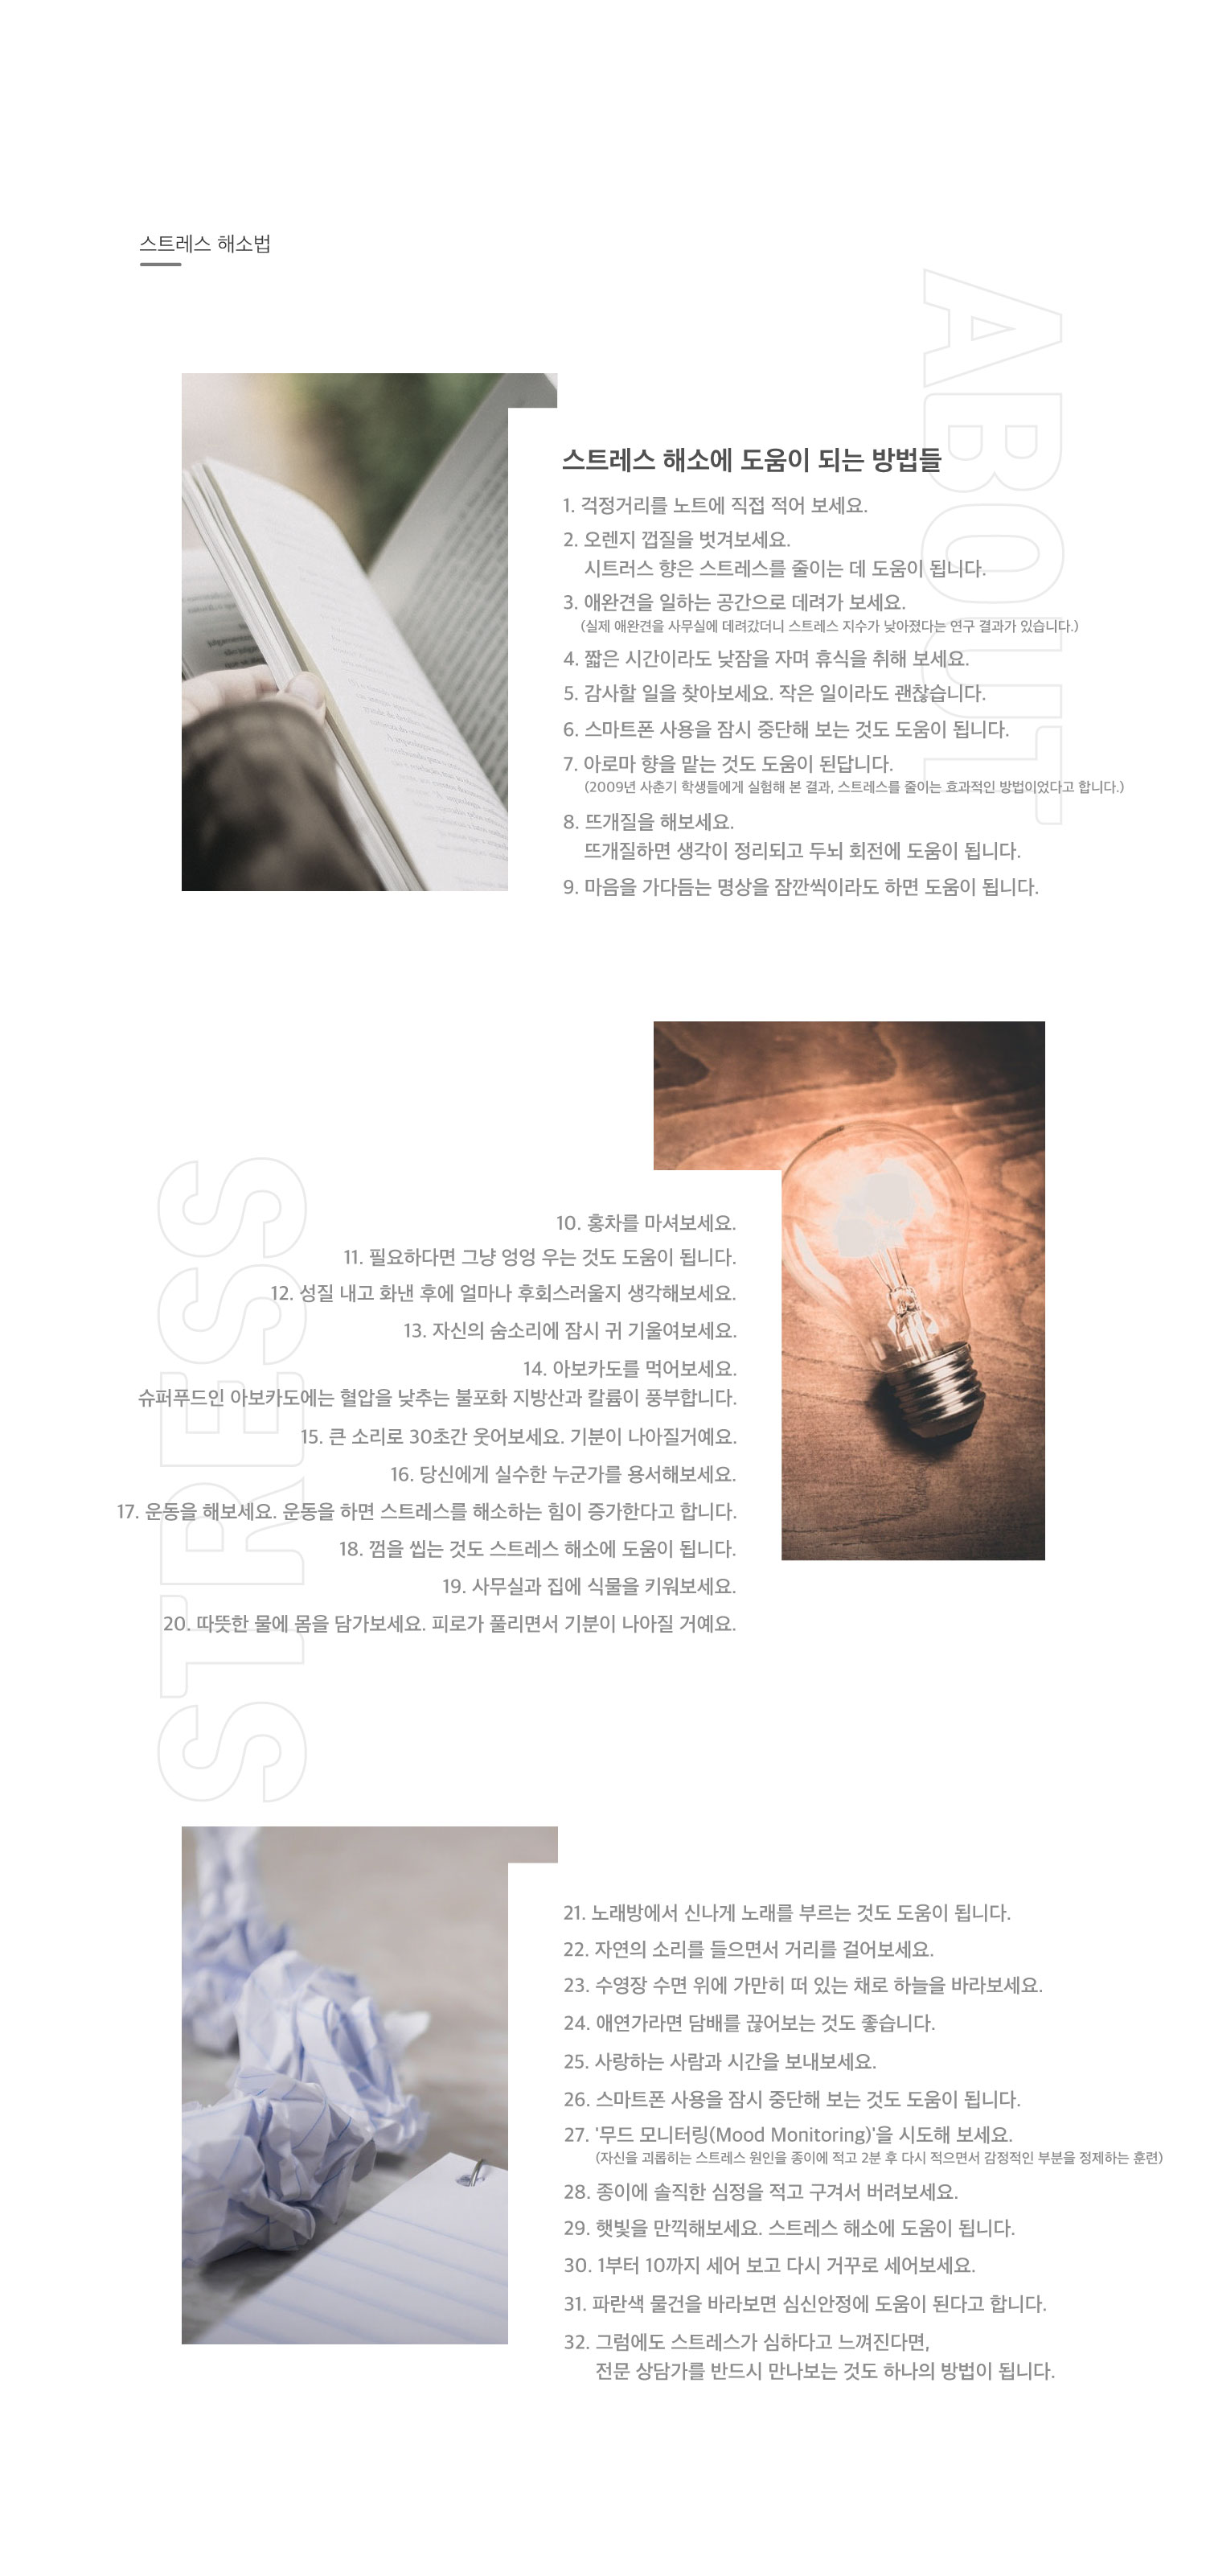 스트레스 해소법
ABOUT
스트레스 해소에 도움이 되는 방법들
1. 걱정거리를 노트에 직접 적어 보세요.
2. 오렌지 껍질을 벗겨보세요.
시트러스 향은 스트레스를 줄이는 데 도움이 됩니다.
3. 애완견을 일하는 공간으로 데려가 보세요.
(실제 애완견을 사무실에 데려갔더니 스트레스 지수가 낮아졌다는 연구 결과가 있습니다.)
4. 짧은 시간이라도 낮잠을 자며 휴식을 취해 보세요.
5. 감사할 일을 찾아보세요. 작은 일이라도 괜찮습니다.
6. 스마트폰 사용을 잠시 중단해 보는 것도 도움이 됩니다.
7. 아로마 향을 맡는 것도 도움이 된답니다.
(2009년 사춘기 학생들에게 실험해 본 결과, 스트레스를 줄이는 효과적인 방법이었다고 합니다.)
8. 뜨개질을 해보세요.
뜨개질하면 생각이 정리되고 두뇌 회전에 도움이 됩니다.
9. 마음을 가다듬는 명상을 잠깐씩이라도 하면 도움이 됩니다.
STRESS
10. 홍차를 마셔보세요.
11. 필요하다면 그냥 엉엉 우는 것도 도움이 됩니다.
12. 성질 내고 화낸 후에 얼마나 후회스러울지 생각해보세요.
13. 자신의 숨소리에 잠시 귀 기울여보세요.
14. 아보카도를 먹어보세요.
슈퍼푸드인 아보카도에는 혈압을 낮추는 불포화 지방산과 칼륨이 풍부합니다.
15. 큰 소리로 30초간 웃어보세요. 기분이 나아질거예요.
16. 당신에게 실수한 누군가를 용서해보세요.
17. 운동을 해보세요. 운동을 하면 스트레스를 해소하는 힘이 증가한다고 합니다.
18. 껌을 씹는 것도 스트레스 해소에 도움이 됩니다.
19. 사무실과 집에 식물을 키워보세요.
20. 따뜻한 물에 몸을 담가보세요. 피로가 풀리면서 기분이 나아질 거예요.
21. 노래방에서 신나게 노래를 부르는 것도 도움이 됩니다.
22. 자연의 소리를 들으면서 거리를 걸어보세요.
23. 수영장 수면 위에 가만히 떠 있는 채로 하늘을 바라보세요.
24. 애연가라면 담배를 끊어보는 것도 좋습니다.
25. 사랑하는 사람과 시간을 보내보세요.
26. 스마트폰 사용을 잠시 중단해 보는 것도 도움이 됩니다.
27. '무드 모니터링(Mood Monitoring)'을 시도해 보세요.
(자신을 괴롭히는 스트레스 원인을 종이에 적고 2분 후 다시 적으면서 감정적인 부분을 정제하는 훈련)
28. 종이에 솔직한 심정을 적고 구겨서 버려보세요.
29. 햇빛을 만끽해보세요. 스트레스 해소에 도움이 됩니다.
30. 1부터 10까지 세어 보고 다시 거꾸로 세어보세요.
31. 파란색 물건을 바라보면 심신안정에 도움이 된다고 합니다.
32. 그럼에도 스트레스가 심하다고 느껴진다면,
전문 상담가를 반드시 만나보는 것도 하나의 방법이 됩니다.